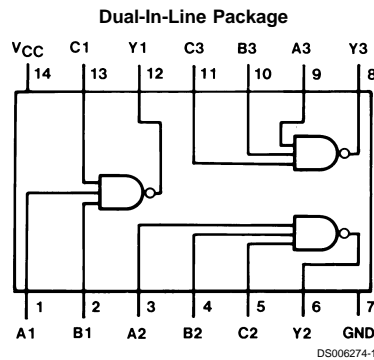 Dual-In-Line Package
VCC C1 Y1 C3 B3 A3 Y3
14 13 12 11 10 9 8
1 2 3 4 5 6 7
A1 B1 A2 B2 C2 Y2 GND
DS006274-1